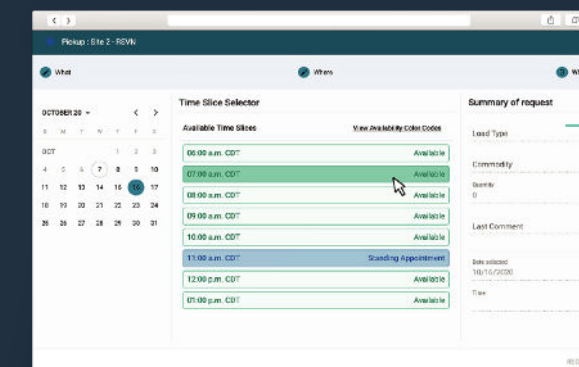 Pickup : Site 2 - RSVN
What
Where
OCTOBER 20
S M T W T F S
OCT 1 2 3
4 5 6 7 8 9 10
11 12 13 14 15 16 17
18 19 20 21 22 23 24
25 26 27 28 29 30 31
Time Slice Selector
Available Time Slices View Availability Color Codes
06:00 a.m. CDT Available
07:00 a.m. CDT Available
08:00 a.m. CDT Available
09:00 a.m. CDT Available
10:00 a.m. CDT Available
11:00 a.m. CDT Standing Appointment
12:00 p.m. CDT Available
01:00 p.m. CDT Available
Summary of request
Load Type
Commodity
Quantity
0
Last Comment
Date selected
10/16/2020
Time